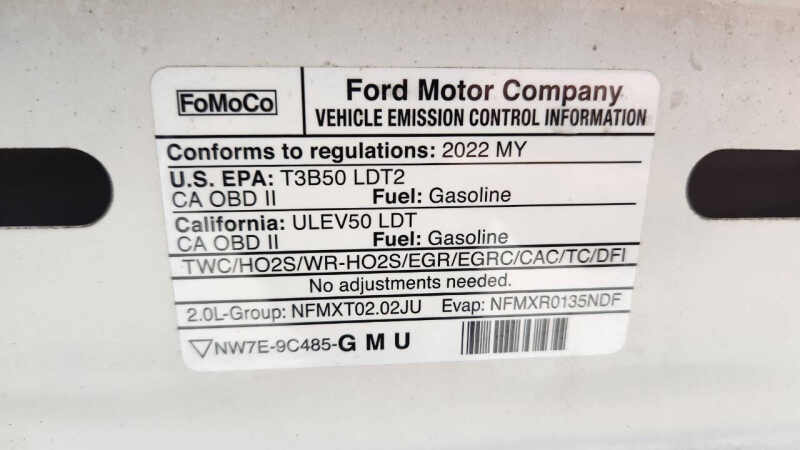 FoMoCo
Ford Motor Company
VEHICLE EMISSION CONTROL INFORMATION
Conforms to regulations: 2022 MY
U.S. EPA: T3B50 LDT2
CA OBD II Fuel: Gasoline
California: ULEV50 LDT
CA OBD II Fuel: Gasoline
TWC/HO2S/WR-HO2S/EGR/EGRC/CAC/TC/DFI
No adjustments needed.
2.0L-Group: NFMXT02.02JU Evap: NFMXR0135NDF
NW7E-9C485-GMU